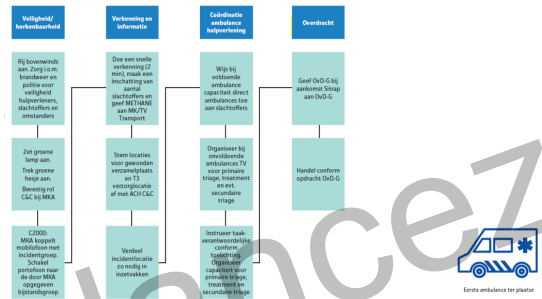 Veiligheid/
herkenbaarheid
Rij bovenwinds
aan. Zorg i.o.m.
brandweer en
politie voor
veiligheid
hulpverleners,
slachtoffers en
omstanders
Zet groene
lamp aan.
Trek groene
hesje aan.
Bevestig rol
C&C bij MKA
C2000:
MKA koppelt
mobilofoon met
incidentgroep.
Schakel
portofoon naar
de door MKA
opgegeven
bijstandsgroep
Verkenning en
informatie
Doe een snelle
verkenning (2
min), maak een
inschatting van
aantal
slachtoffers en
geef METHANE
aan MK/TV
Transport
Stem locaties
voor gewonden
verzamelplaats
en T3
verzorglocatie
af met ACH C&C
Verdeel
incidentlocatie
zo nodig in
inzetvakken
Coördinatie
ambulance
hulpverlening
Wijs bij
voldoende
ambulance
capaciteit direct
ambulances toe
aan slachtoffers
Organiseer bij
onvoldoende
ambulances TV
voor primaire
triage, treatment
en evt.
secundaire
triage
Instrueer taak-
verantwoordelijke
conform
toelichting.
Organiseer
capaciteit voor
primaire triage,
treatment en
secundaire triage
Overdracht
Geef OvD-G bij
aankomst Sitrap
aan OvD-G
Handel conform
opdracht OvD-G
Eerste ambulance ter plaatse
ancez